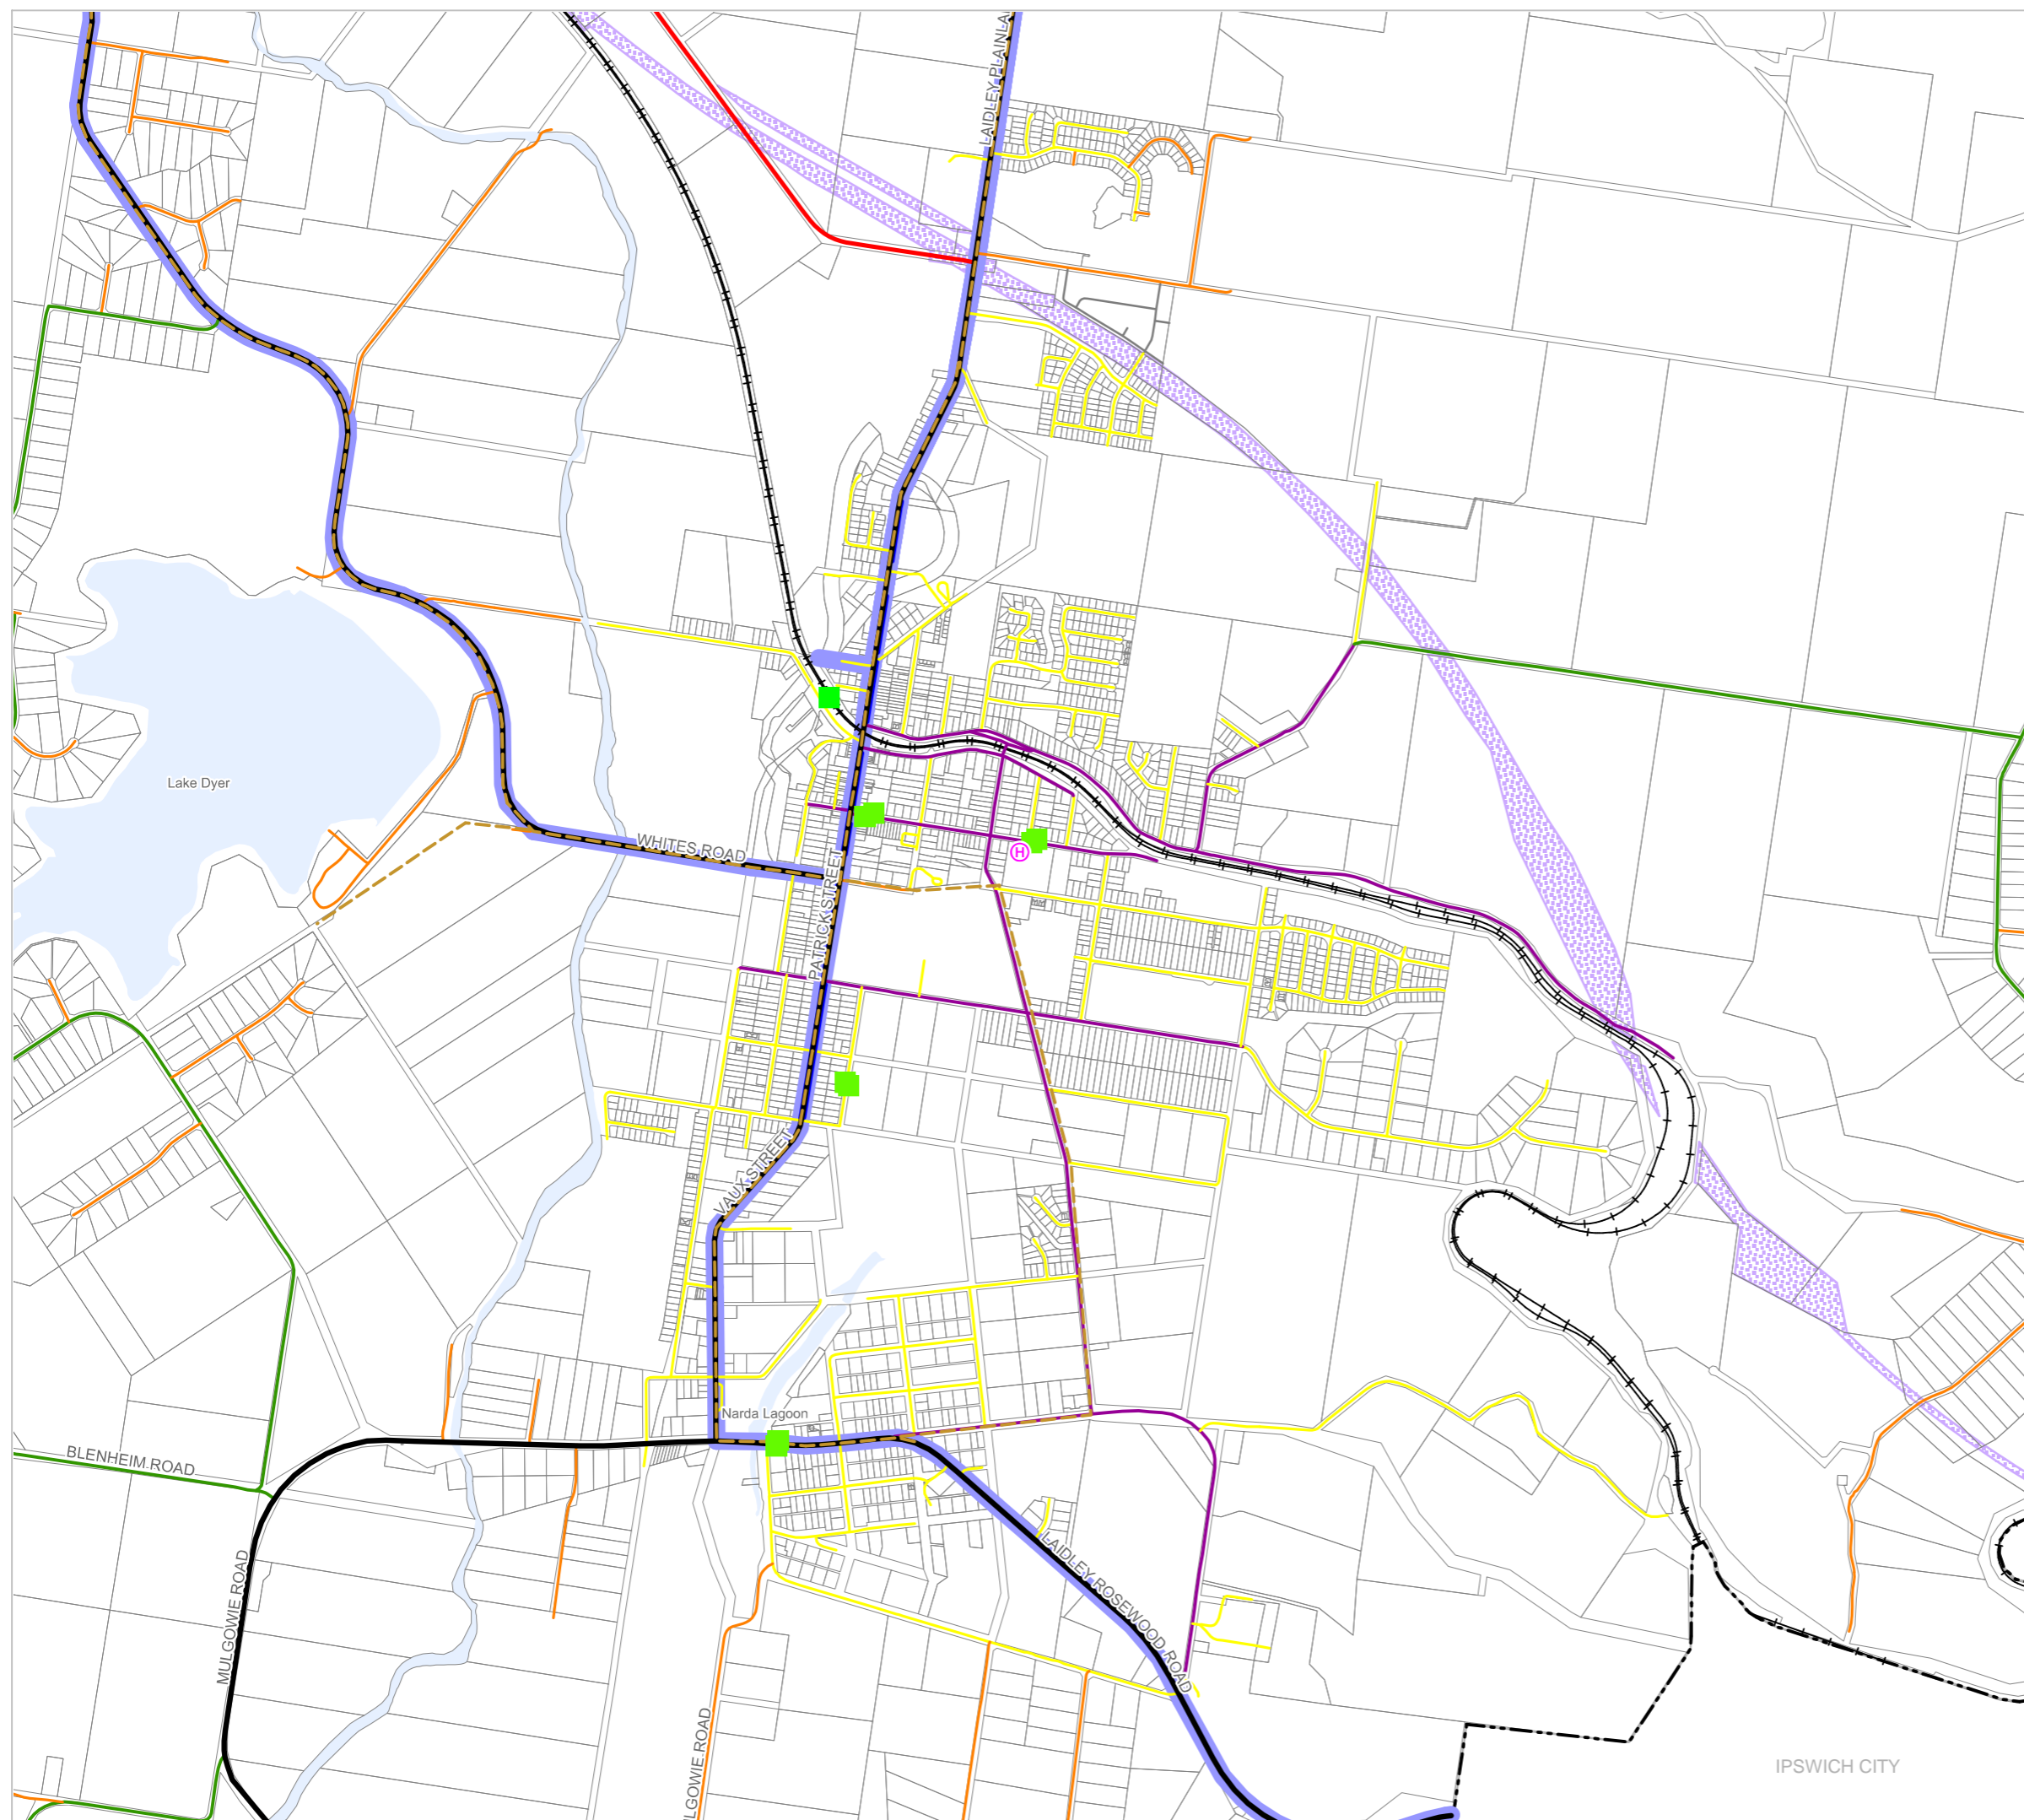 LAIDLEY PLAINLA
Lake Dyer
WHITES ROAD
PATRICK STREET
H
VAUX STREET
Narda Lagoon
BLENHEIM ROAD
MULGOWIE ROAD
LAIDLEY ROSEWOOD ROAD
LGOWIE ROAD
IPSWICH CITY